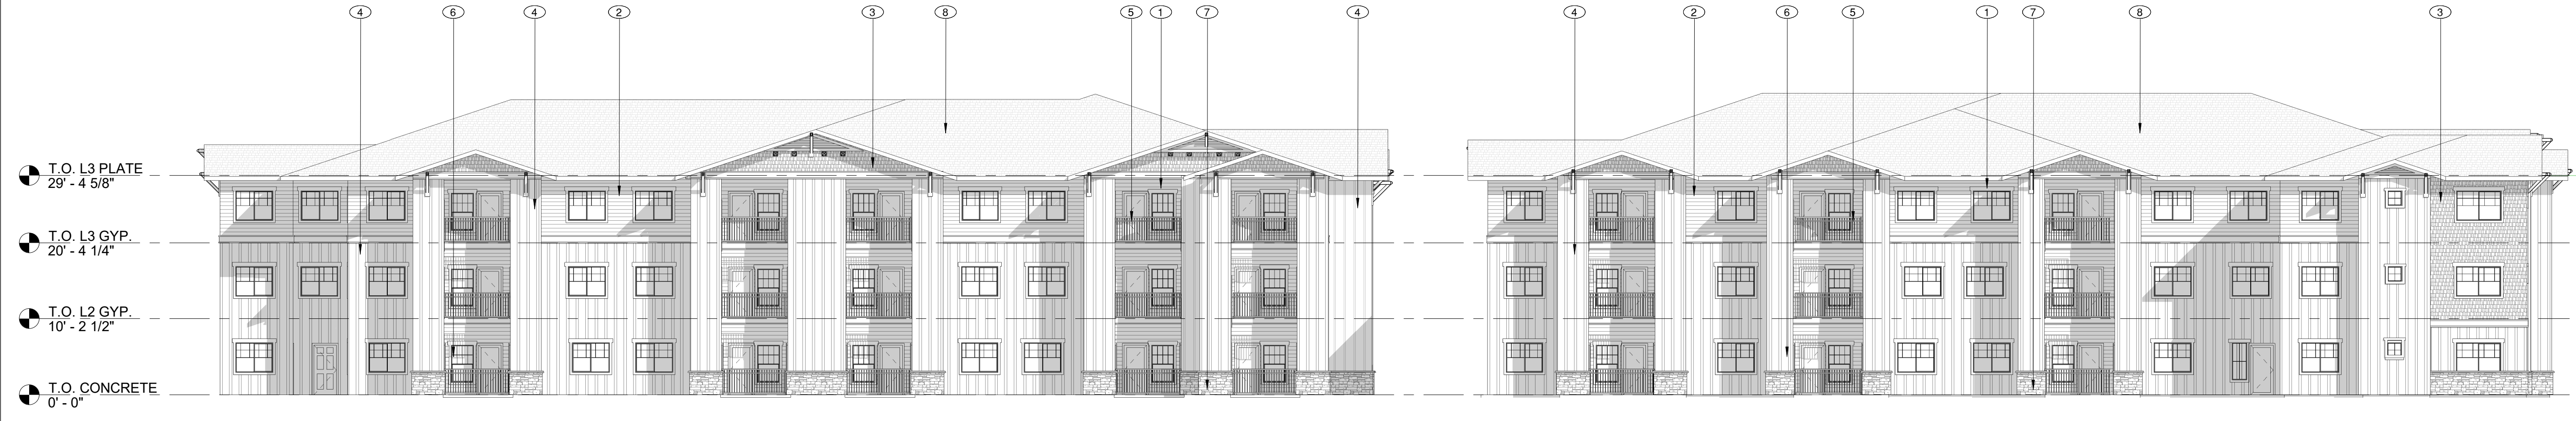 4 6 4 2 3 8 5 1 7 4 4 2 6 5 1 7 8 3
T.O. L3 PLATE
29' - 4 5/8"
T.O. L3 GYP.
20' - 4 1/4"
T.O. L2 GYP.
10' - 2 1/2"
T.O. CONCRETE
0' - 0"